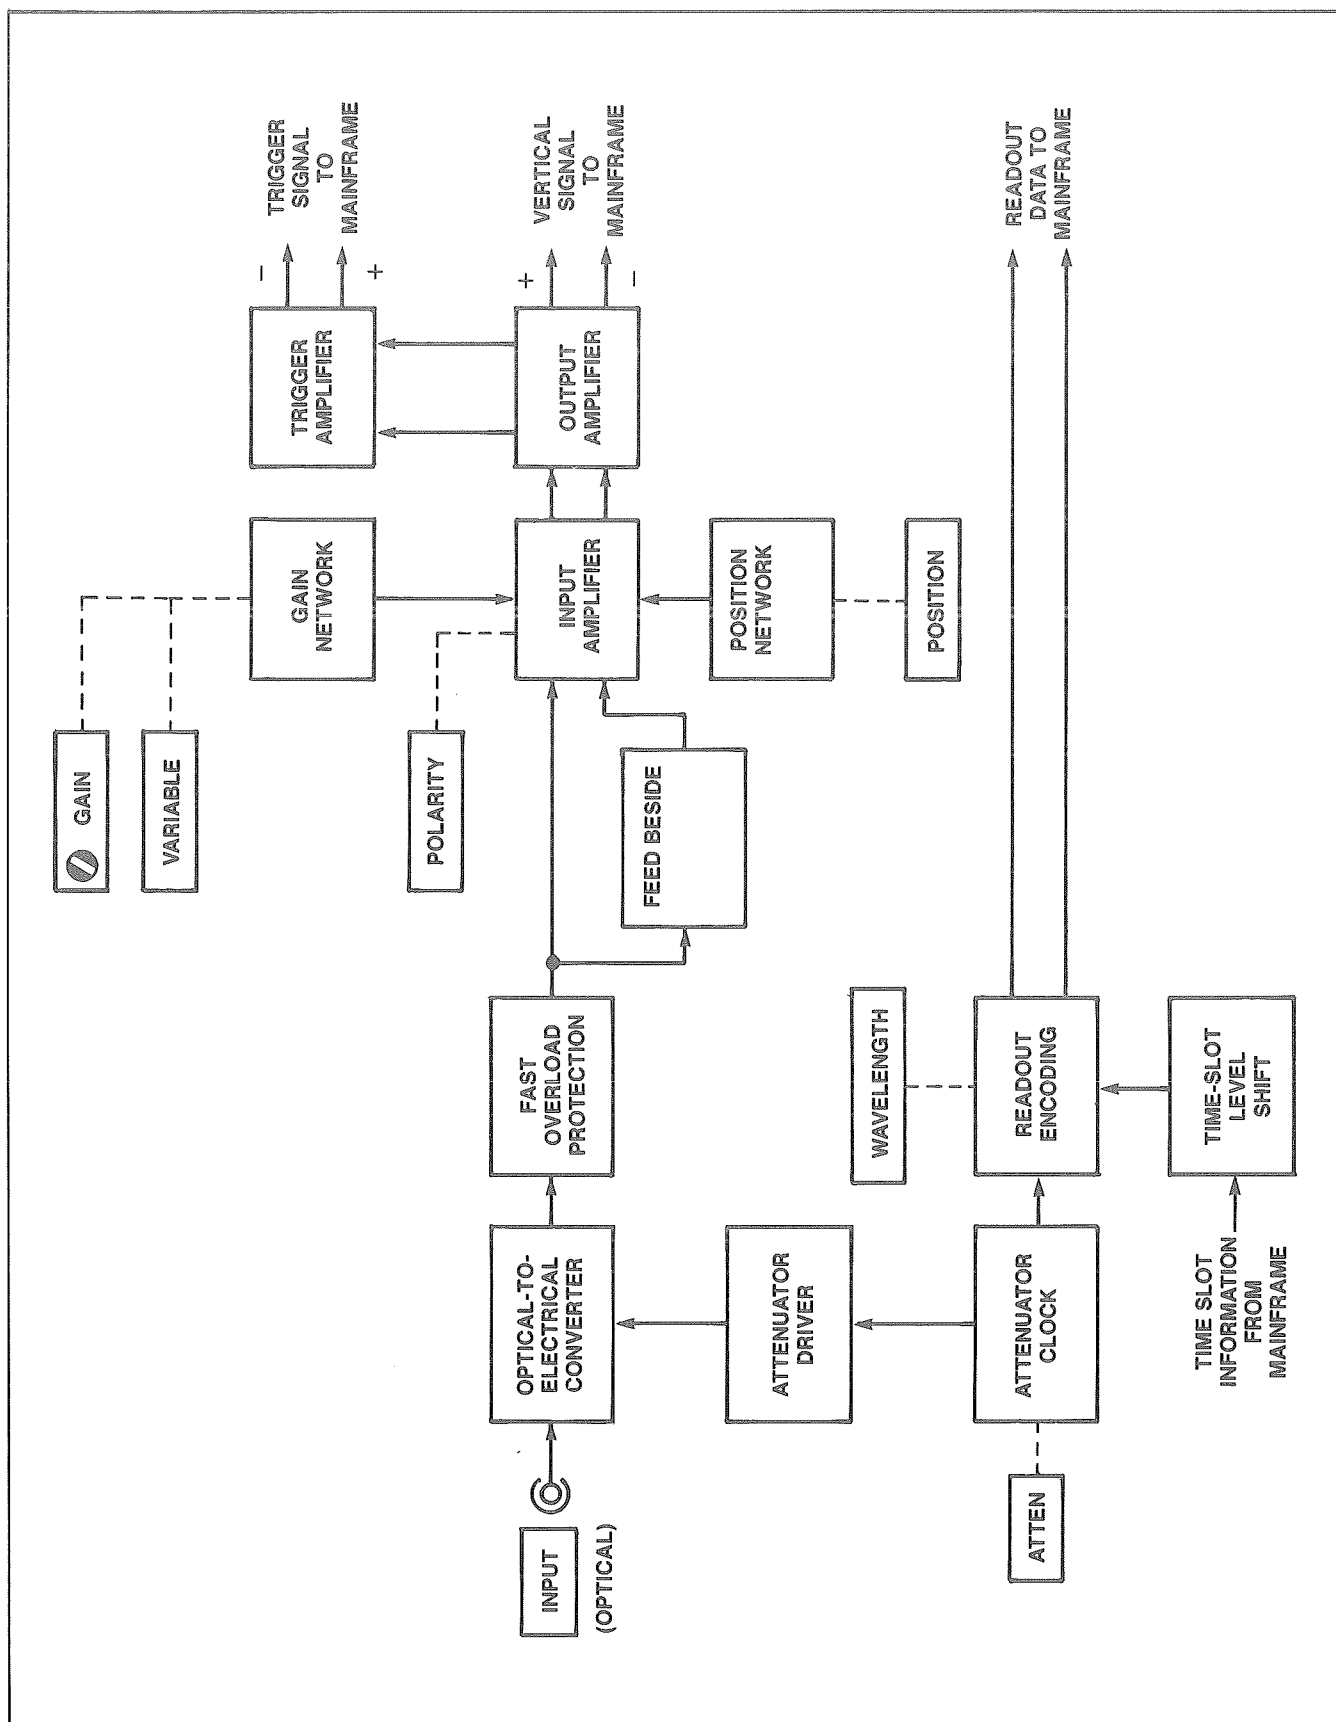 GAIN
VARIABLE
GAIN
NETWORK
TRIGGER
AMPLIFIER
−
+
TRIGGER
SIGNAL
TO
MAINFRAME
POLARITY
INPUT
(OPTICAL)
OPTICAL-TO-
ELECTRICAL
CONVERTER
FAST
OVERLOAD
PROTECTION
FEED BESIDE
INPUT
AMPLIFIER
OUTPUT
AMPLIFIER
+
−
VERTICAL
SIGNAL
TO
MAINFRAME
ATTENUATOR
DRIVER
POSITION
NETWORK
WAVELENGTH
POSITION
ATTEN
ATTENUATOR
CLOCK
READOUT
ENCODING
READOUT
DATA TO
MAINFRAME
TIME SLOT
INFORMATION
FROM
MAINFRAME
TIME-SLOT
LEVEL
SHIFT